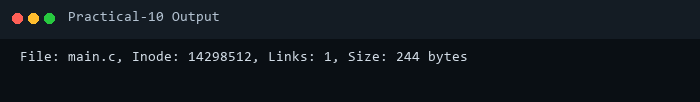 Practical-10 Output
File: main.c, Inode: 14298512, Links: 1, Size: 244 bytes